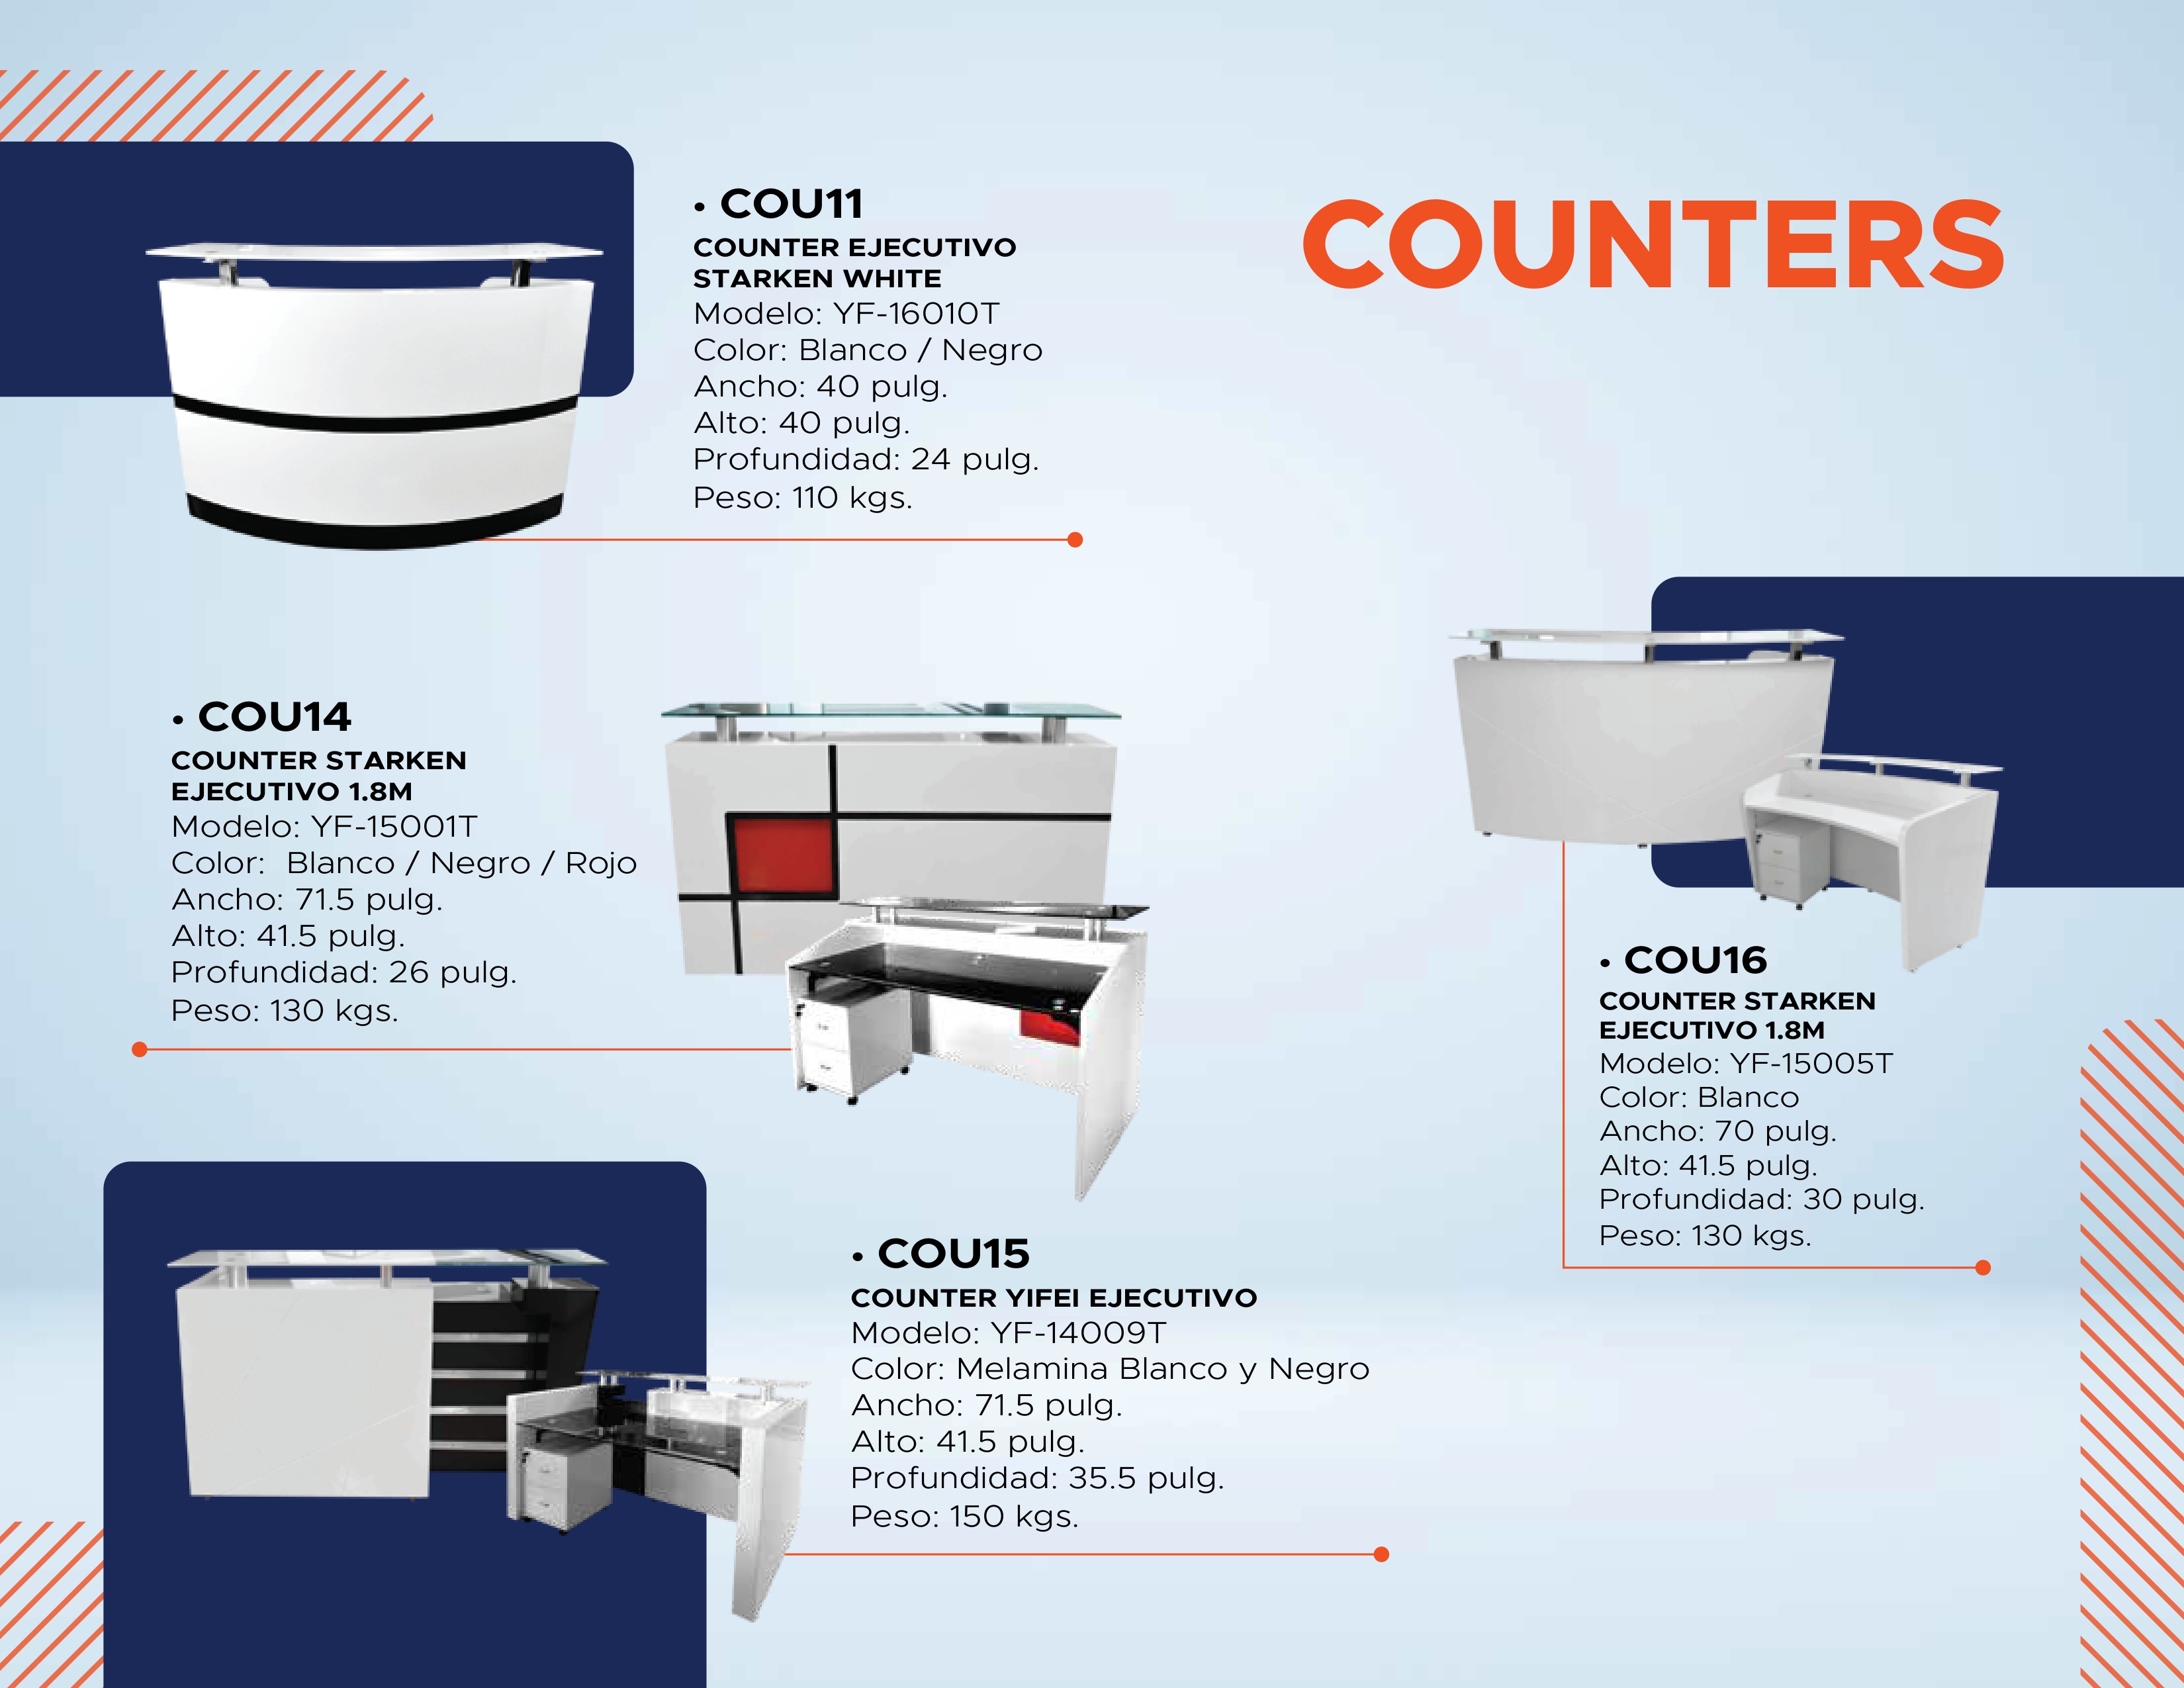 COUNTERS
• COU11
COUNTER EJECUTIVO
STARKEN WHITE
Modelo: YF-16010T
Color: Blanco / Negro
Ancho: 40 pulg.
Alto: 40 pulg.
Profundidad: 24 pulg.
Peso: 110 kgs.
• COU14
COUNTER STARKEN
EJECUTIVO 1.8M
Modelo: YF-15001T
Color:  Blanco / Negro / Rojo
Ancho: 71.5 pulg.
Alto: 41.5 pulg.
Profundidad: 26 pulg.
Peso: 130 kgs.
• COU16
COUNTER STARKEN
EJECUTIVO 1.8M
Modelo: YF-15005T
Color: Blanco
Ancho: 70 pulg.
Alto: 41.5 pulg.
Profundidad: 30 pulg.
Peso: 130 kgs.
• COU15
COUNTER YIFEI EJECUTIVO
Modelo: YF-14009T
Color: Melamina Blanco y Negro
Ancho: 71.5 pulg.
Alto: 41.5 pulg.
Profundidad: 35.5 pulg.
Peso: 150 kgs.